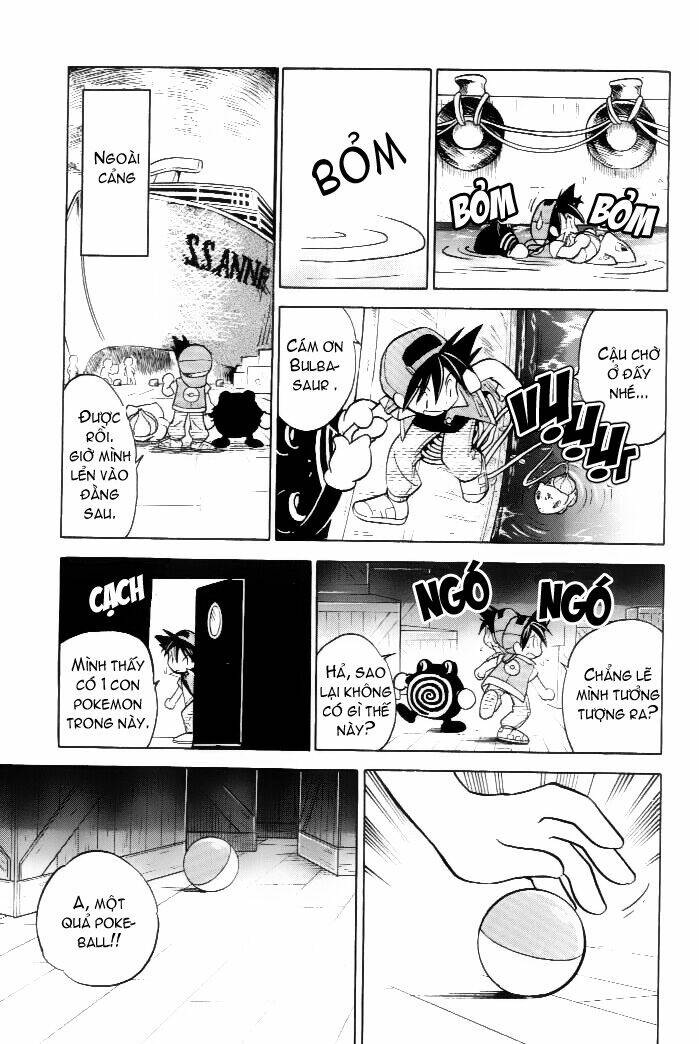 NGOÀI
CẢNG
S.S.ANNE
ĐƯỢC
RỒI.
GIỜ MÌNH
LẺN VÀO
ĐẰNG
SAU.
BỎM
BỎM
BỎM
CÁM ƠN
BULBA-
SAUR.
CẬU CHỜ
Ở ĐẤY
NHÉ...
VỤ Ụ Ụ Ụ
CẠCH
MÌNH THẤY
CÓ 1 CON
POKEMON
TRONG NÀY.
NGÓ
NGÓ
HẢ, SAO
LẠI KHÔNG
CÓ GÌ THẾ
NÀY?
CHẲNG LẼ
MÌNH TƯỞNG
TƯỢNG RA?
A, MỘT
QUẢ POKE-
BALL!!